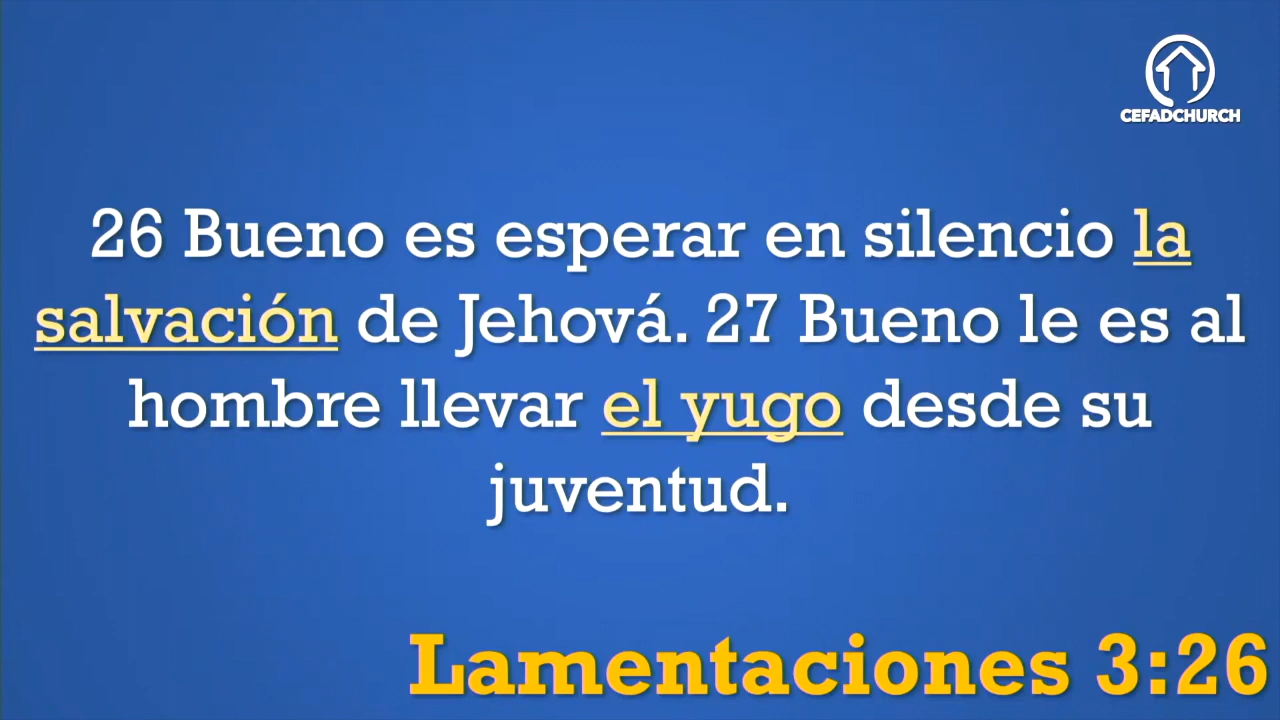 CEFADCHURCH
26 Bueno es esperar en silencio la
salvación de Jehová. 27 Bueno le es al
hombre llevar el yugo desde su
juventud.
Lamentaciones 3:26